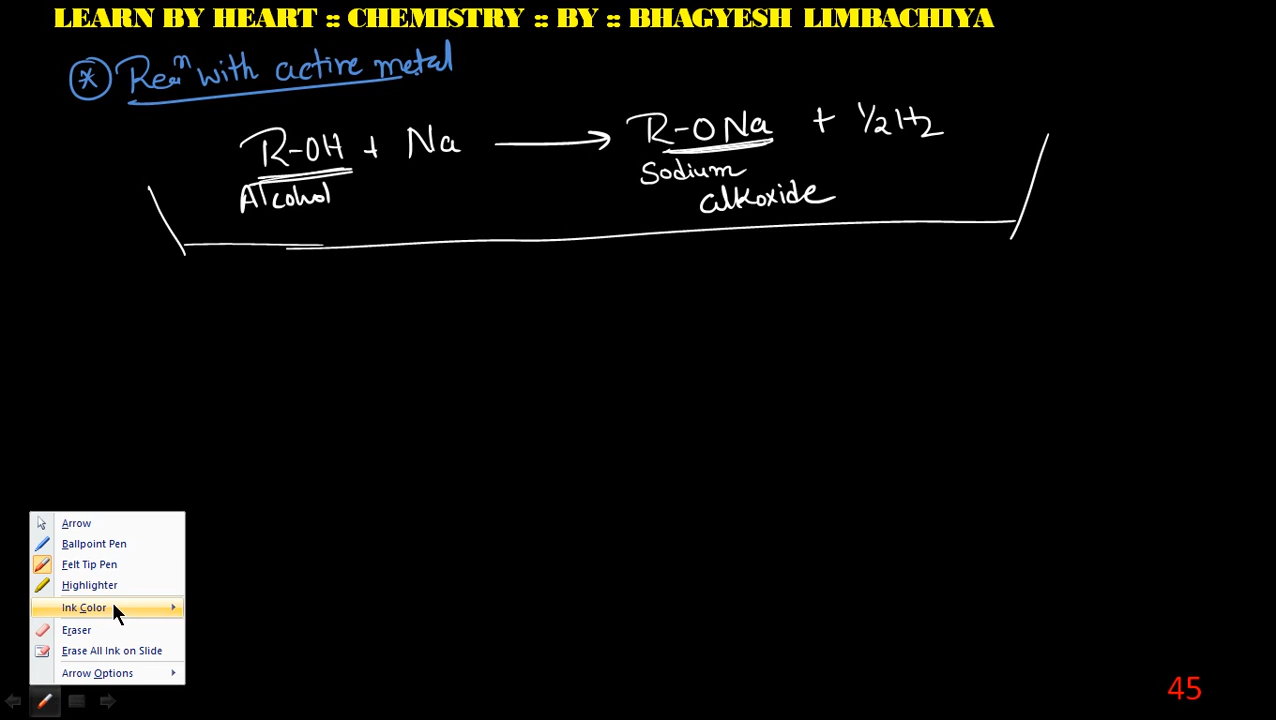 LEARN BY HEART :: CHEMISTRY :: BY :: BHAGYESH LIMBACHIYA
* Reaⁿ with active metal
R-OH + Na ⟶ R-ONa + ½H₂
Alcohol Sodium
alkoxide
Arrow
Ballpoint Pen
Felt Tip Pen
Highlighter
Ink Color
Eraser
Erase All Ink on Slide
Arrow Options
45